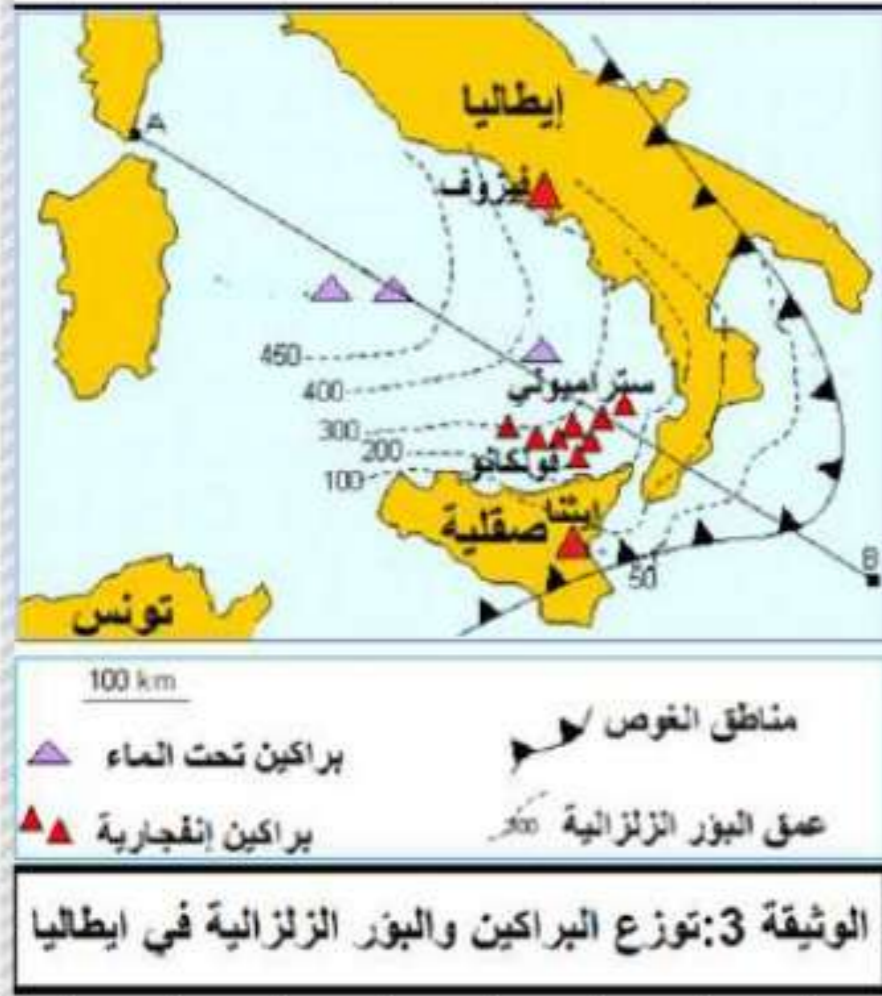 إيطاليا
A
فيزوف
450
400
سترامبولي
300
200
فولكانو
100
إيتنا
صقلية
50
B
تونس
100 km
مناطق الغوص
براكين تحت الماء
عمق البؤر الزلزالية
براكين إنفجارية
الوثيقة 3:توزع البراكين والبؤر الزلزالية في ايطاليا